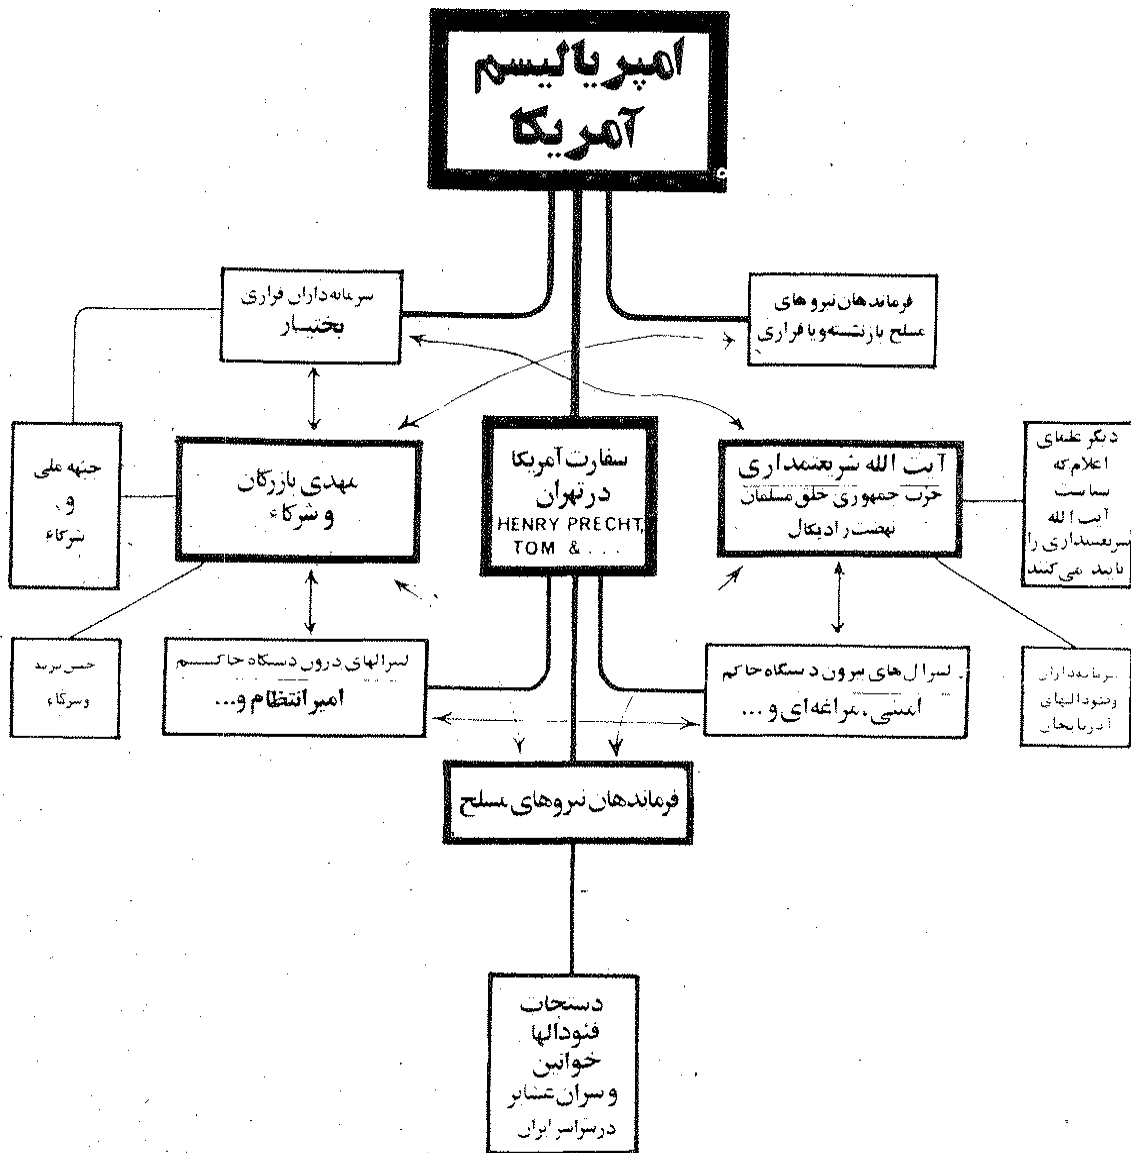 امپریالیسم
آمریکا
فرماندهان نیروهای
مسلح بازنشسته و یا فراری
سرمایه‌داران فراری
بختیار
دیگر علمای
اعلام که
سیاست
آیت الله
شریعتمداری را
تایید می‌کنند
آیت الله شریعتمداری
حزب جمهوری خلق مسلمان
نهضت رادیکال
سفارت آمریکا
در تهران
HENRY PRECHT,
TOM & . . .
مهدی بازرگان
و شرکاء
جبهه ملی
و
شرکاء
سرمایه‌داران
وفئودالهای
آذربایجان
لیبرال‌های بیرون دستگاه حاکم
امینی، مراغه‌ای و ...
لیبرالهای درون دستگاه حاکم
امیرانتظام و...
حسن نزیه
وشرکاء
فرماندهان نیروهای مسلح
دستجات
فئودالها
خوانین
و سران عشایر
در سراسر ایران